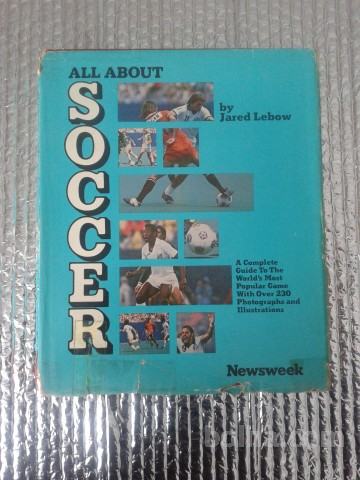 ALL ABOUT
SOCCER
by
Jared Lebow
A Complete
Guide To The
World's Most
Popular Game
With Over 230
Photographs and
Illustrations
Newsweek